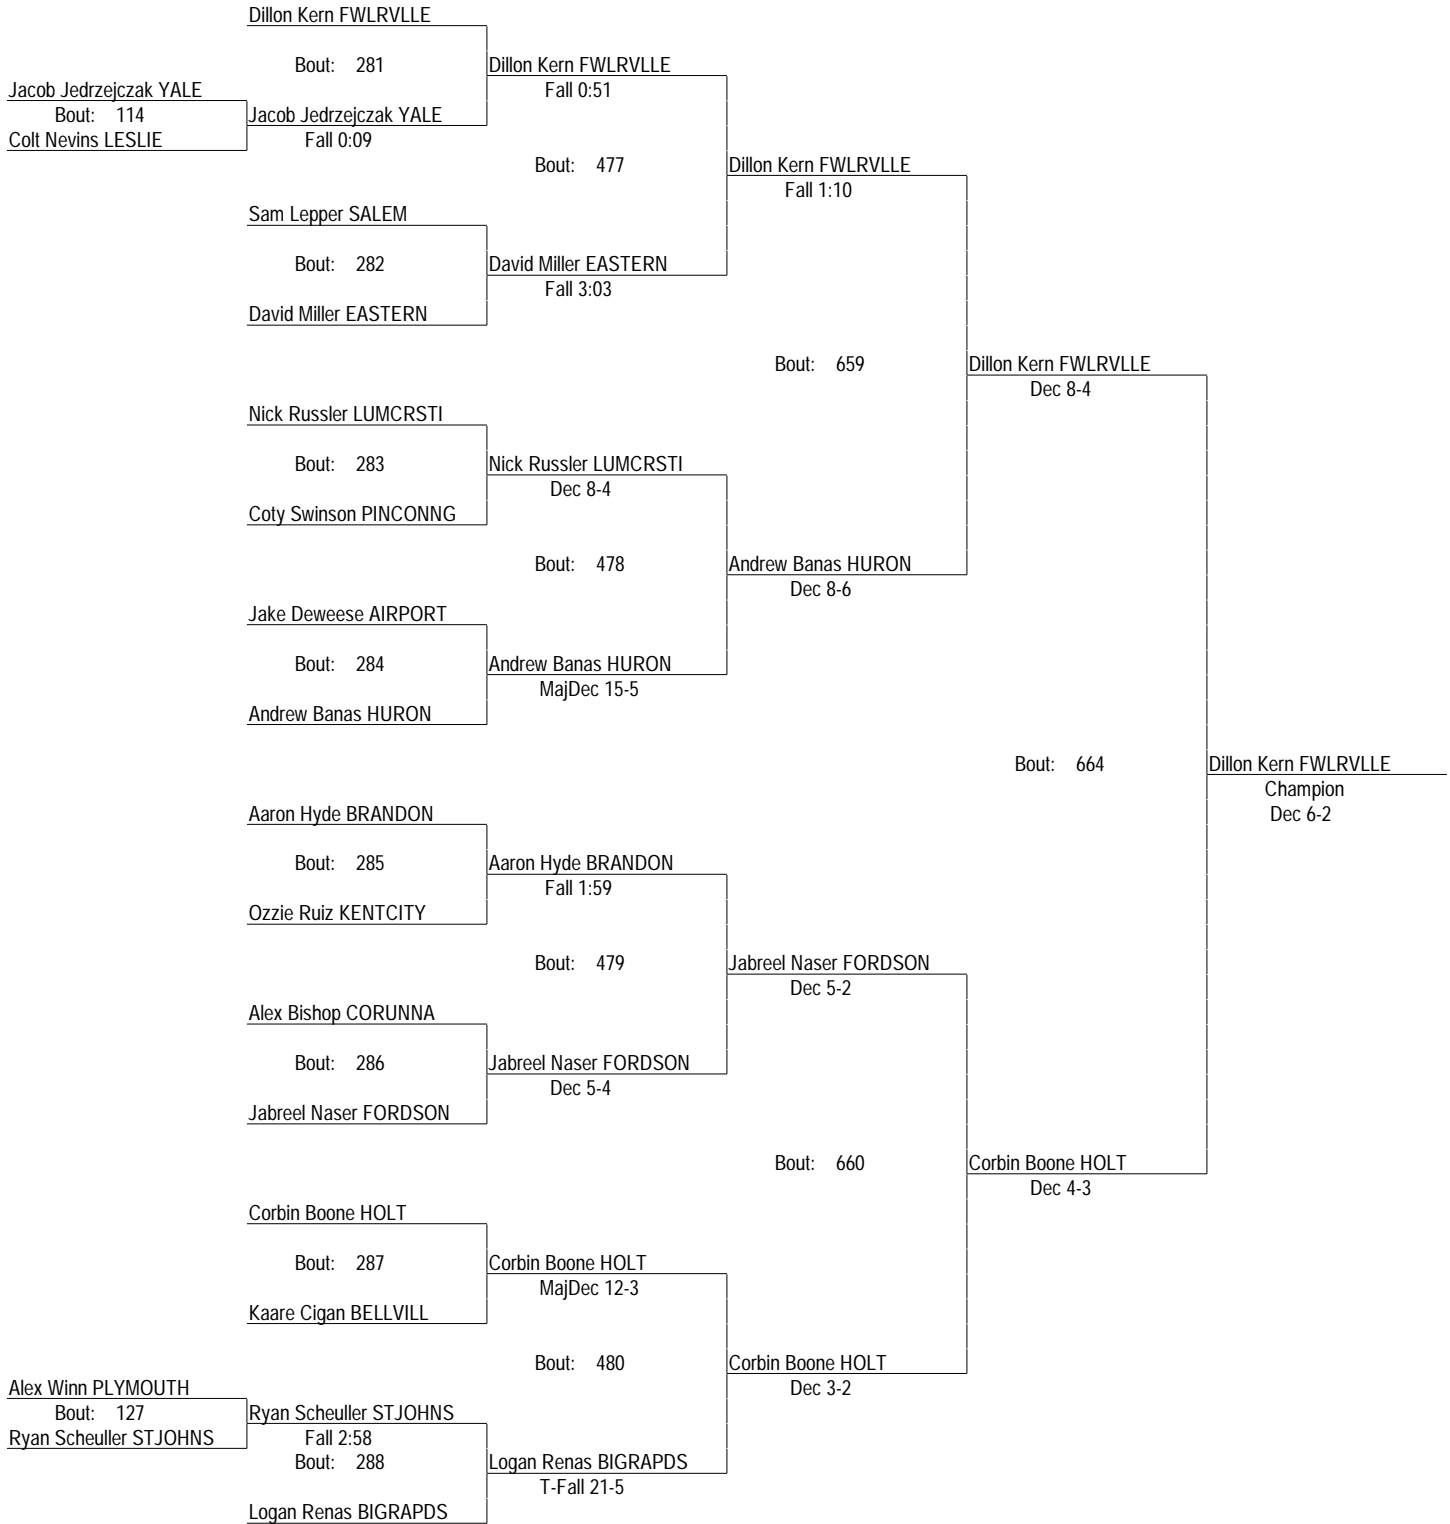 Dillon Kern FWLRVLLE
Bout: 281
Dillon Kern FWLRVLLE
Fall 0:51
Jacob Jedrzejczak YALE
Bout: 114
Colt Nevins LESLIE
Jacob Jedrzejczak YALE
Fall 0:09
Bout: 477
Dillon Kern FWLRVLLE
Fall 1:10
Sam Lepper SALEM
Bout: 282
David Miller EASTERN
Fall 3:03
David Miller EASTERN
Bout: 659
Dillon Kern FWLRVLLE
Dec 8-4
Nick Russler LUMCRSTI
Bout: 283
Nick Russler LUMCRSTI
Dec 8-4
Coty Swinson PINCONNG
Bout: 478
Andrew Banas HURON
Dec 8-6
Jake Deweese AIRPORT
Bout: 284
Andrew Banas HURON
MajDec 15-5
Andrew Banas HURON
Bout: 664
Dillon Kern FWLRVLLE
Champion
Dec 6-2
Aaron Hyde BRANDON
Bout: 285
Aaron Hyde BRANDON
Fall 1:59
Ozzie Ruiz KENTCITY
Bout: 479
Jabreel Naser FORDSON
Dec 5-2
Alex Bishop CORUNNA
Bout: 286
Jabreel Naser FORDSON
Dec 5-4
Jabreel Naser FORDSON
Bout: 660
Corbin Boone HOLT
Dec 4-3
Corbin Boone HOLT
Bout: 287
Corbin Boone HOLT
MajDec 12-3
Kaare Cigan BELLVILL
Bout: 480
Corbin Boone HOLT
Dec 3-2
Alex Winn PLYMOUTH
Bout: 127
Ryan Scheuller STJOHNS
Ryan Scheuller STJOHNS
Fall 2:58
Bout: 288
Logan Renas BIGRAPDS
T-Fall 21-5
Logan Renas BIGRAPDS